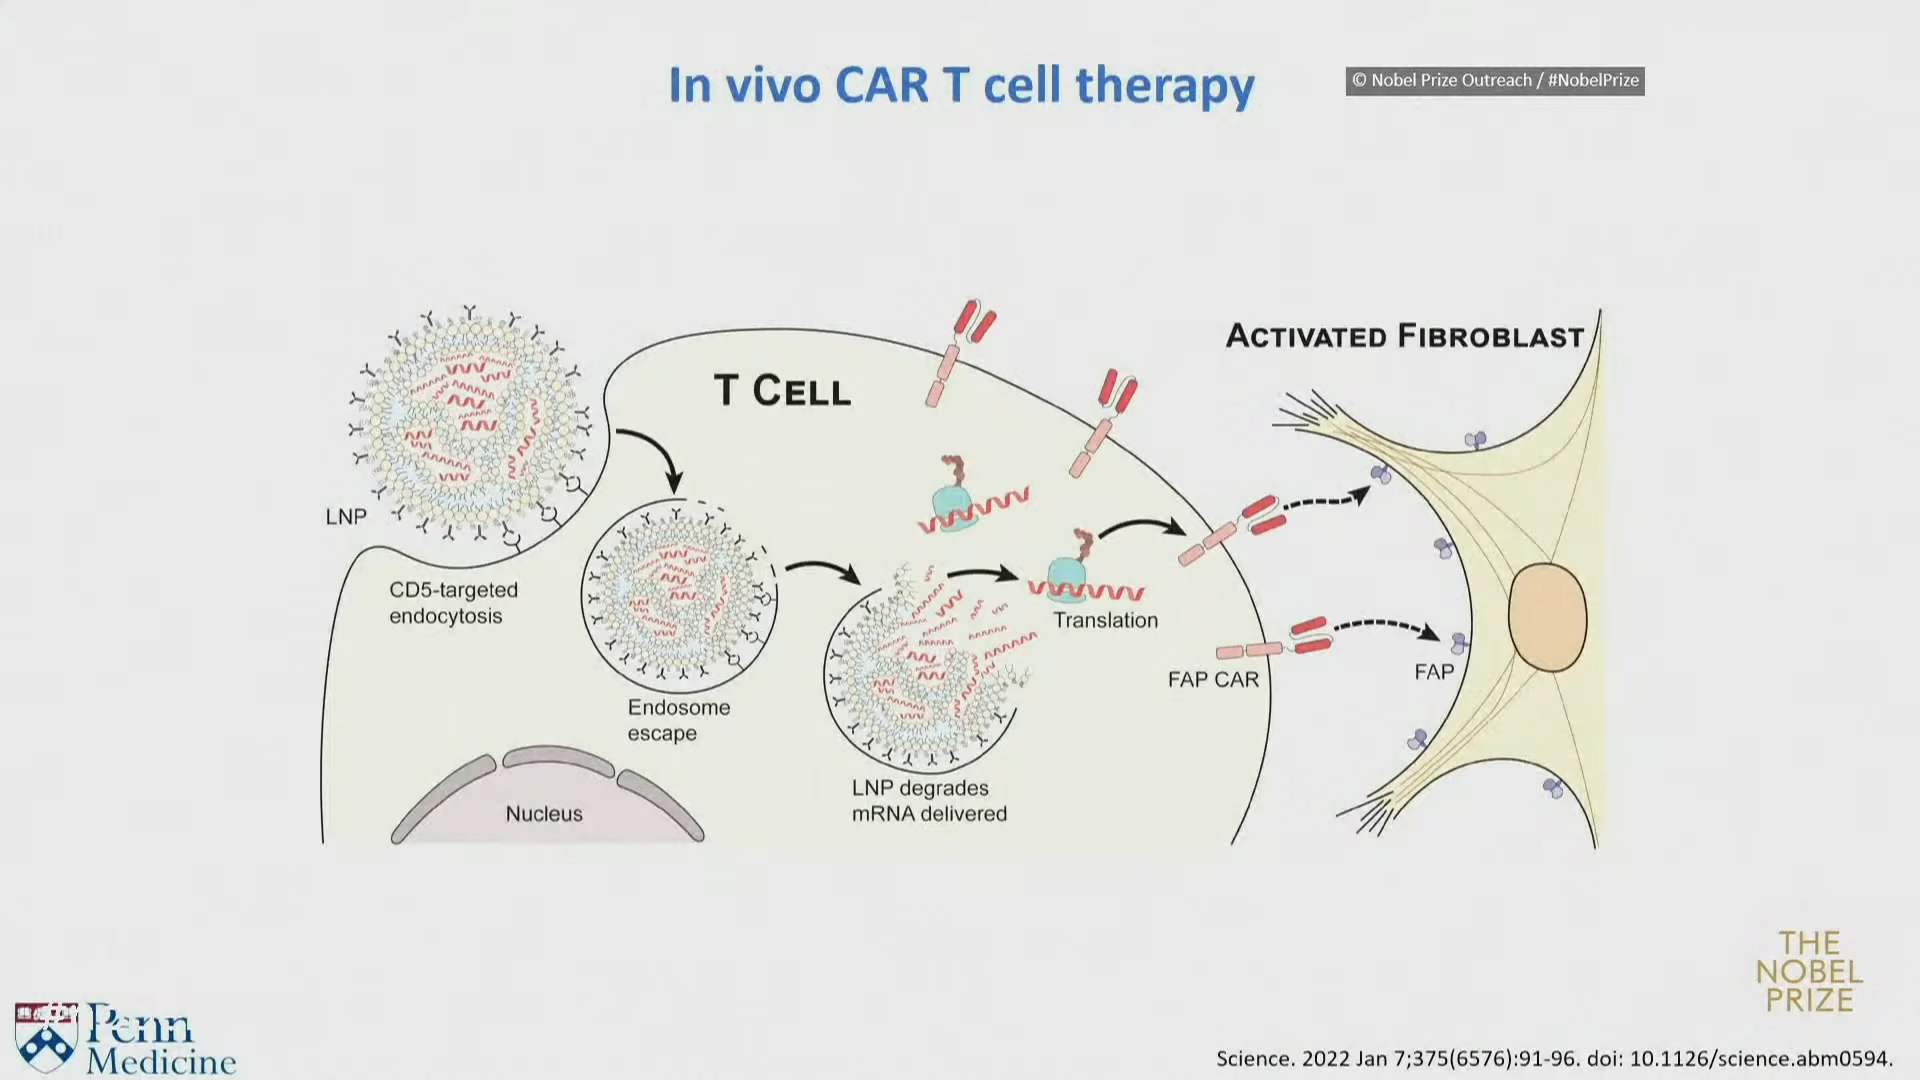 In vivo CAR T cell therapy
© Nobel Prize Outreach / #NobelPrize
ACTIVATED FIBROBLAST
T CELL
LNP
CD5-targeted
endocytosis
Translation
FAP CAR
FAP
Endosome
escape
LNP degrades
mRNA delivered
Nucleus
THE
NOBEL
PRIZE
Penn
Medicine
Science. 2022 Jan 7;375(6576):91-96. doi: 10.1126/science.abm0594.